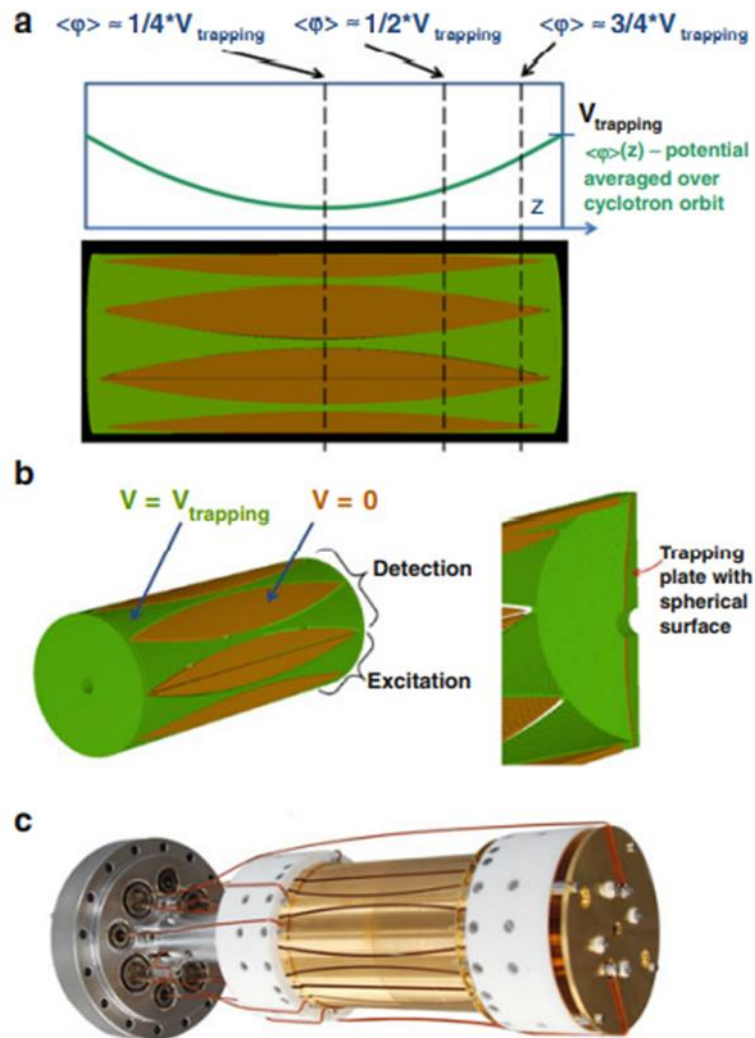 a
<φ> ≈ 1/4*V trapping <φ> ≈ 1/2*V trapping <φ> ≈ 3/4*V trapping
V trapping
<φ>(z) – potential
averaged over
cyclotron orbit
z
b
V = V trapping V = 0
Detection
Excitation
Trapping
plate with
spherical
surface
c